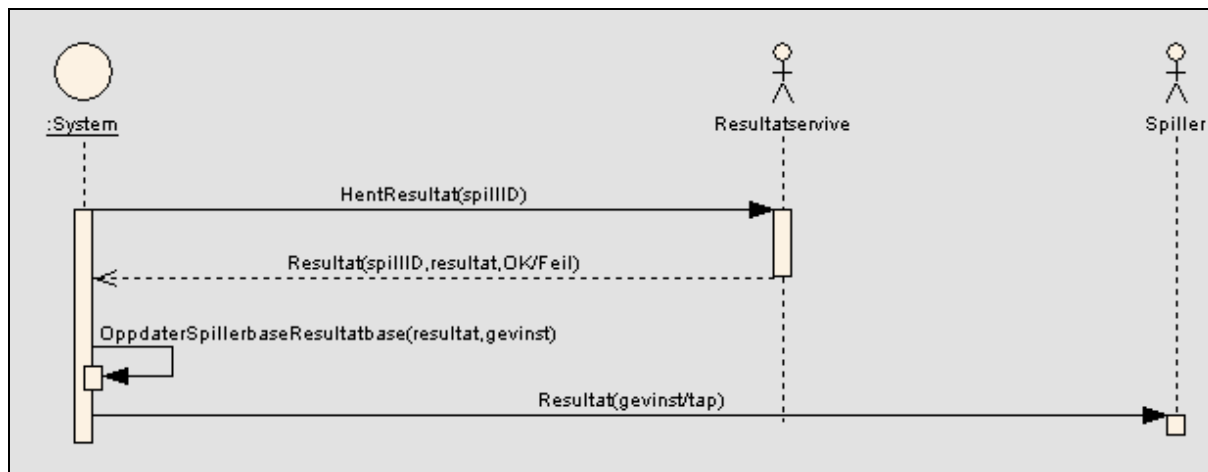 :System
Resultatservive
Spiller
HentResultat(spillID)
Resultat(spillID,resultat,OK/Feil)
OppdaterSpillerbaseResultatbase(resultat,gevinst)
Resultat(gevinst/tap)